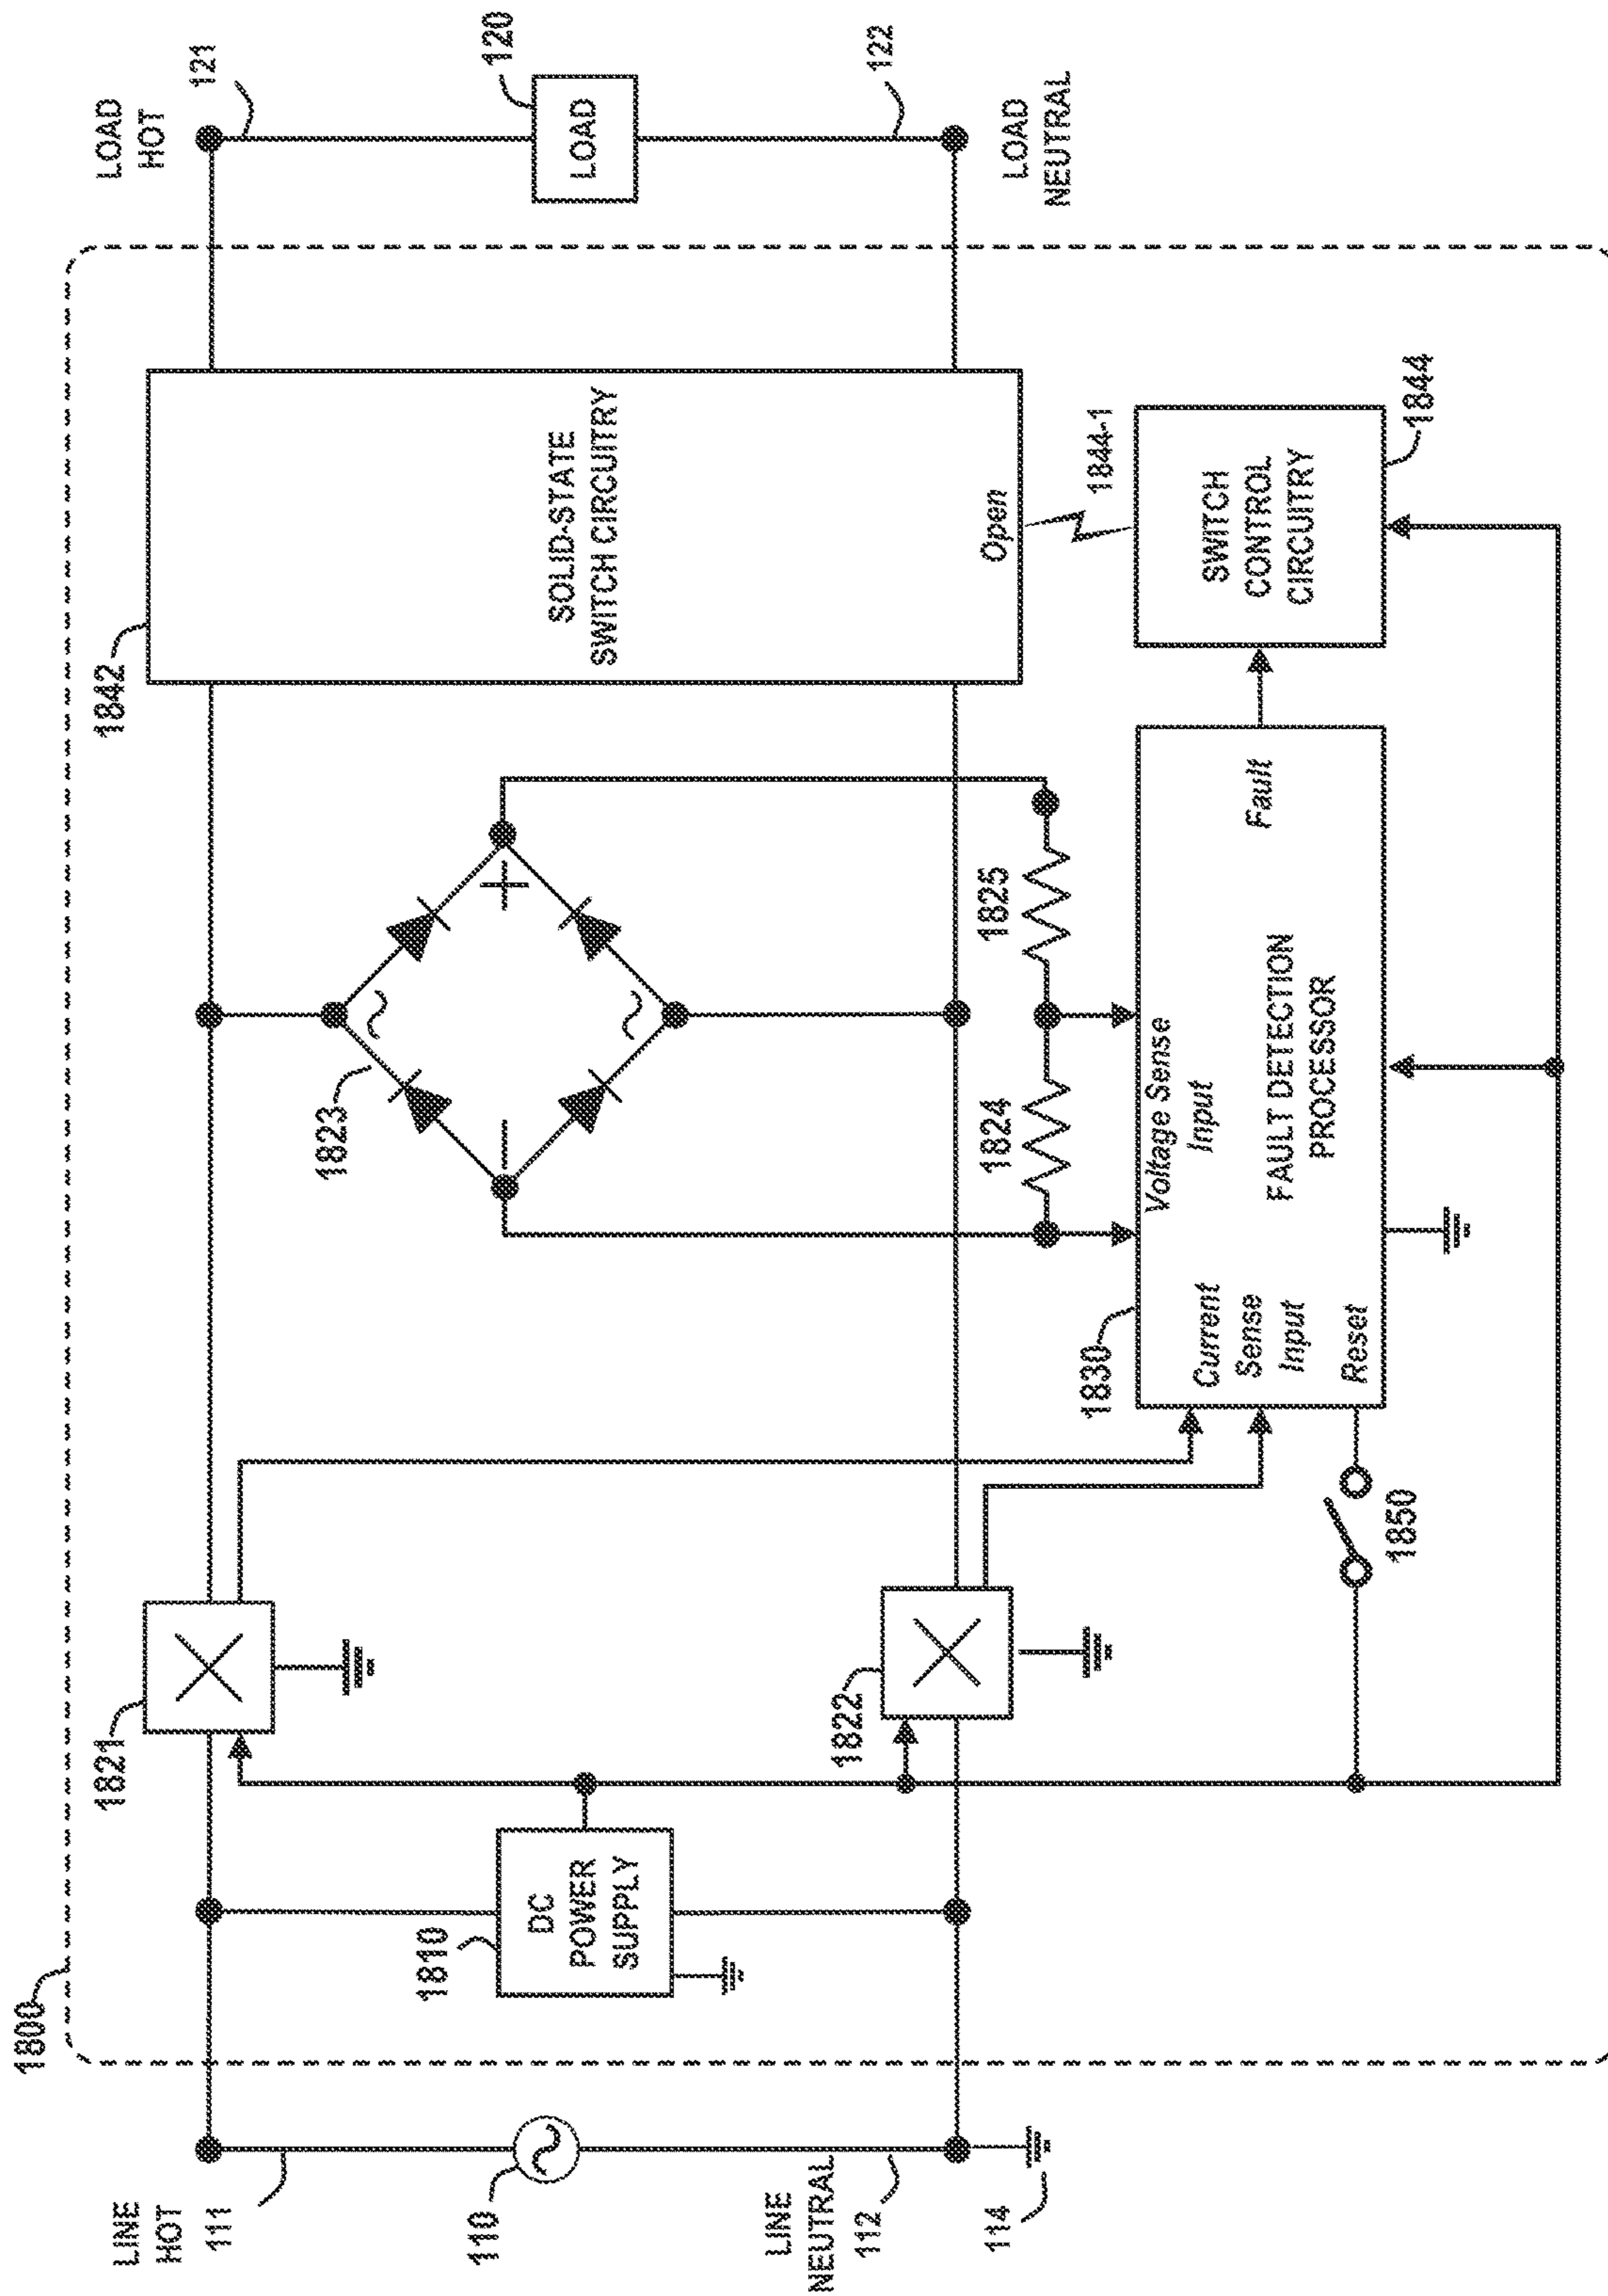 1800
LINE
HOT
111
110
LINE
NEUTRAL
112
114
1810
DC
POWER
SUPPLY
1821
1822
1823
~
~
+
−
1824
1825
1830
Voltage Sense
Input
Current
Sense
Input
Reset
FAULT DETECTION
PROCESSOR
Fault
1850
1842
SOLID-STATE
SWITCH CIRCUITRY
Open
1844-1
SWITCH
CONTROL
CIRCUITRY
1844
LOAD
HOT
121
120
LOAD
122
LOAD
NEUTRAL